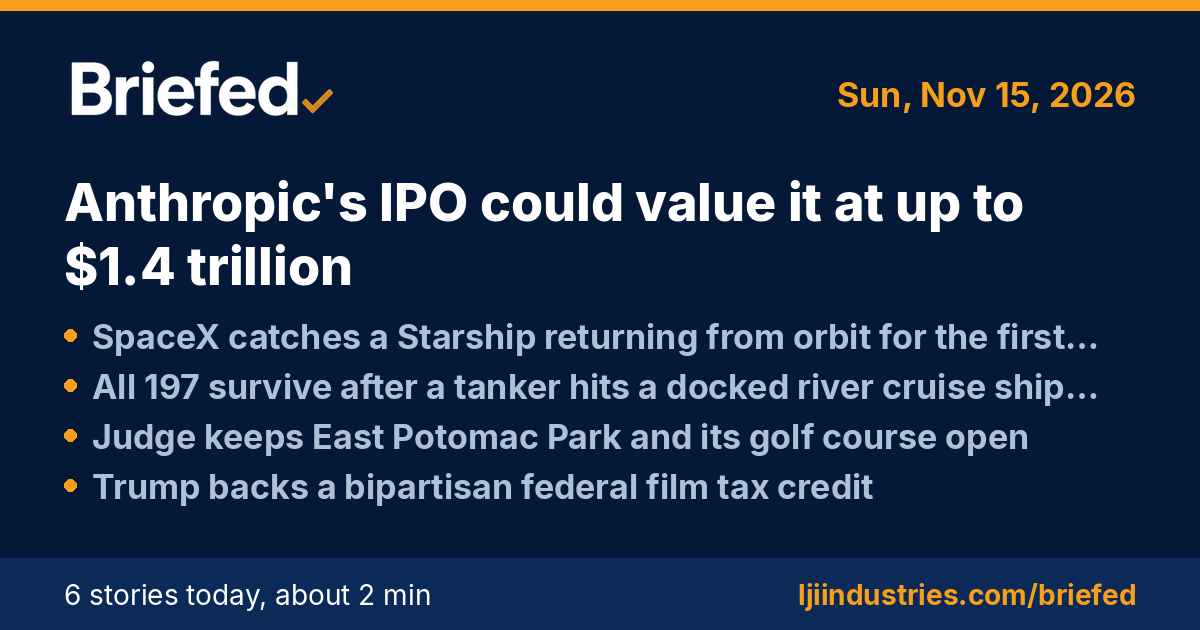 Briefed
Sun, Nov 15, 2026
Anthropic's IPO could value it at up to
$1.4 trillion
SpaceX catches a Starship returning from orbit for the first...
All 197 survive after a tanker hits a docked river cruise ship...
Judge keeps East Potomac Park and its golf course open
Trump backs a bipartisan federal film tax credit
6 stories today, about 2 min
ljiindustries.com/briefed